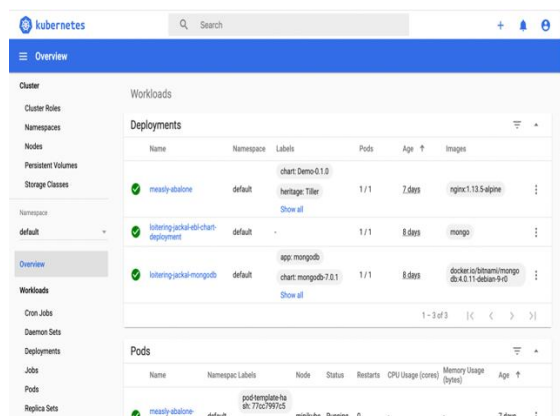 kubernetes
Search
Overview
Cluster
Cluster Roles
Namespaces
Nodes
Persistent Volumes
Storage Classes
Namespace
default
Overview
Workloads
Cron Jobs
Daemon Sets
Deployments
Jobs
Pods
Replica Sets
Workloads
Deployments
Name Namespace Labels Pods Age Images
chart: Demo-0.1.0
measly-abalone default heritage: Tiller 1 / 1 7 days nginx:1.13.5-alpine
Show all
loitering-jackal-ebl-chart-
deployment default - 1 / 1 8 days mongo
app: mongodb
loitering-jackal-mongodb default chart: mongodb-7.0.1 1 / 1 8 days docker.io/bitnami/mongo
db:4.0.11-debian-9-r0
Show all
1 – 3 of 3
Pods
Name Namespac Labels Node Status Restarts CPU Usage (cores) Memory Usage
(bytes) Age
pod-template-ha
sh: 77cc7997c5
measly-abalone- default minikube Running 0 - - 7 days